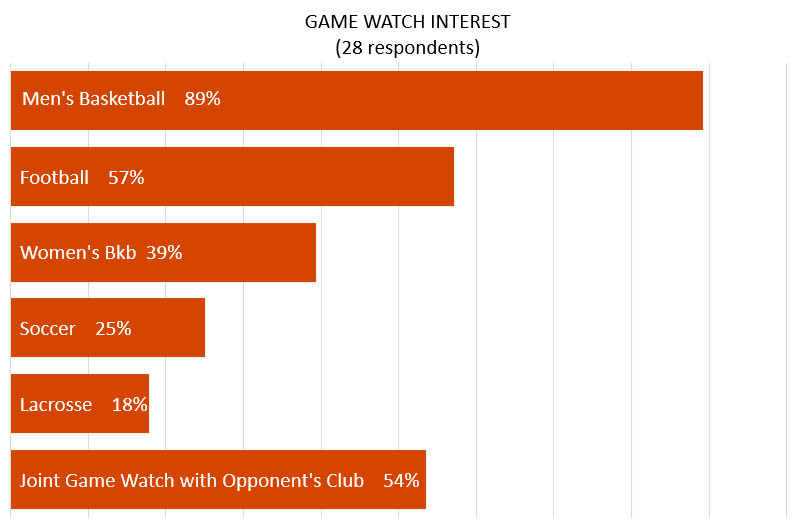 GAME WATCH INTEREST
(28 respondents)
Men's Basketball 89%
Football 57%
Women's Bkb 39%
Soccer 25%
Lacrosse 18%
Joint Game Watch with Opponent's Club 54%